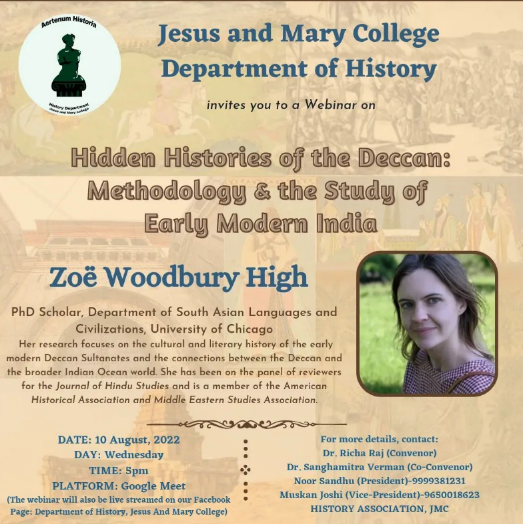 Aeternum Historia
History Department
Jesus and Mary college
Jesus and Mary College
Department of History
invites you to a Webinar on
Hidden Histories of the Deccan:
Methodology & the Study of
Early Modern India
Zoë Woodbury High
PhD Scholar, Department of South Asian Languages and
Civilizations, University of Chicago
Her research focuses on the cultural and literary history of the early
modern Deccan Sultanates and the connections between the Deccan and
the broader Indian Ocean world. She has been on the panel of reviewers
for the Journal of Hindu Studies and is a member of the American
Historical Association and Middle Eastern Studies Association.
DATE: 10 August, 2022
DAY: Wednesday
TIME: 5pm
PLATFORM: Google Meet
(The webinar will also be live streamed on our Facebook
Page: Department of History, Jesus And Mary College)
For more details, contact:
Dr. Richa Raj (Convenor)
Dr. Sanghamitra Verman (Co-Convenor)
Noor Sandhu (President)-9999381231
Muskan Joshi (Vice-President)-9650018623
HISTORY ASSOCIATION, JMC